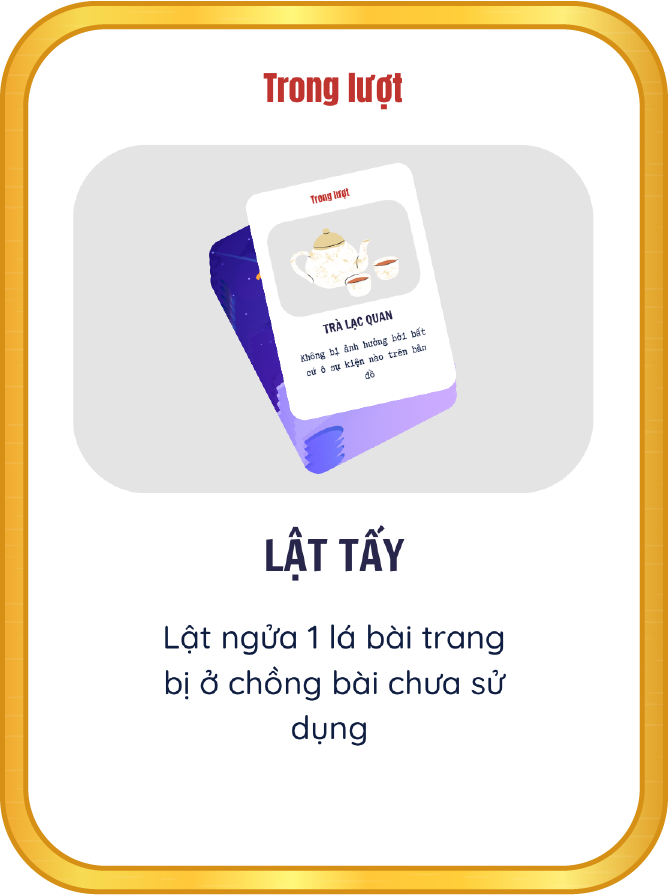 Trong lượt
Trong lượt
TRÀ LẠC QUAN
Không bị ảnh hưởng bởi bất
cứ ô sự kiện nào trên bản
đồ
LẬT TẨY
Lật ngửa 1 lá bài trang
bị ở chồng bài chưa sử
dụng